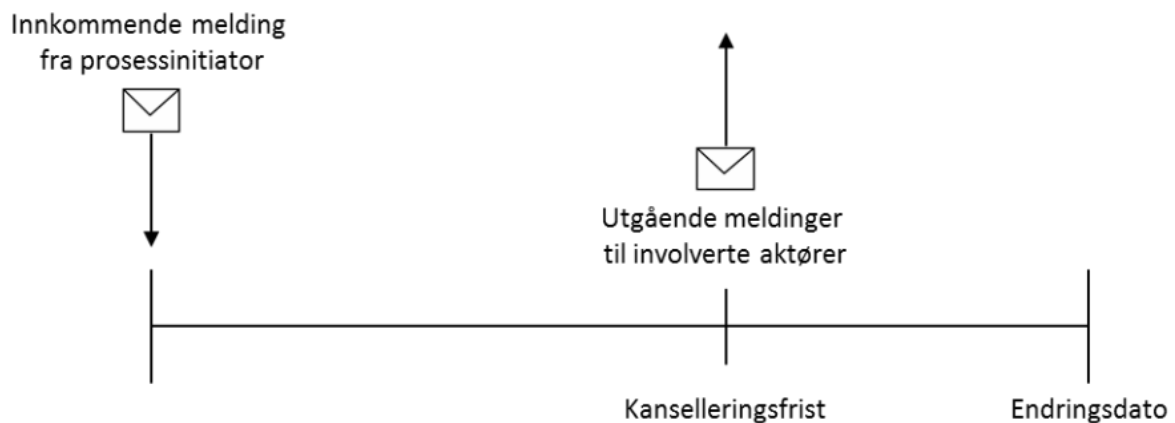 Innkommende melding
fra prosessinitiator
Utgående meldinger
til involverte aktører
Kanselleringsfrist
Endringsdato